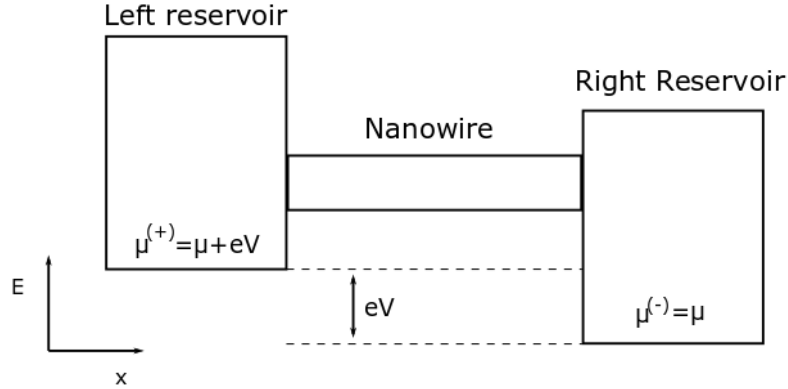 Left reservoir
Right Reservoir
Nanowire
μ(+)=μ+eV
E
eV
μ(-)=μ
x